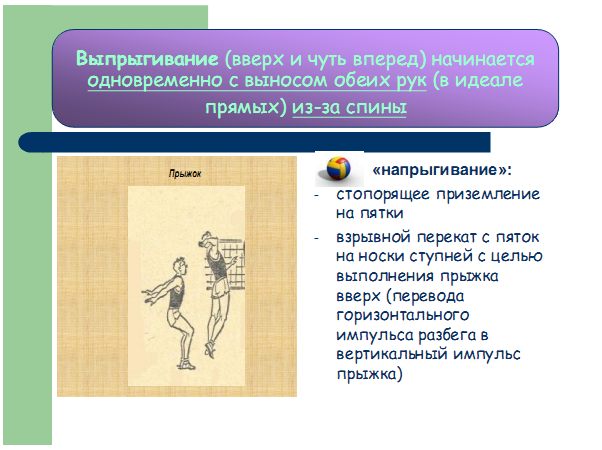 Выпрыгивание (вверх и чуть вперед) начинается
одновременно с выносом обеих рук (в идеале
прямых) из-за спины
Прыжок
«напрыгивание»:
- стопорящее приземление
на пятки
- взрывной перекат с пяток
на носки ступней с целью
выполнения прыжка
вверх (перевода
горизонтального
импульса разбега в
вертикальный импульс
прыжка)